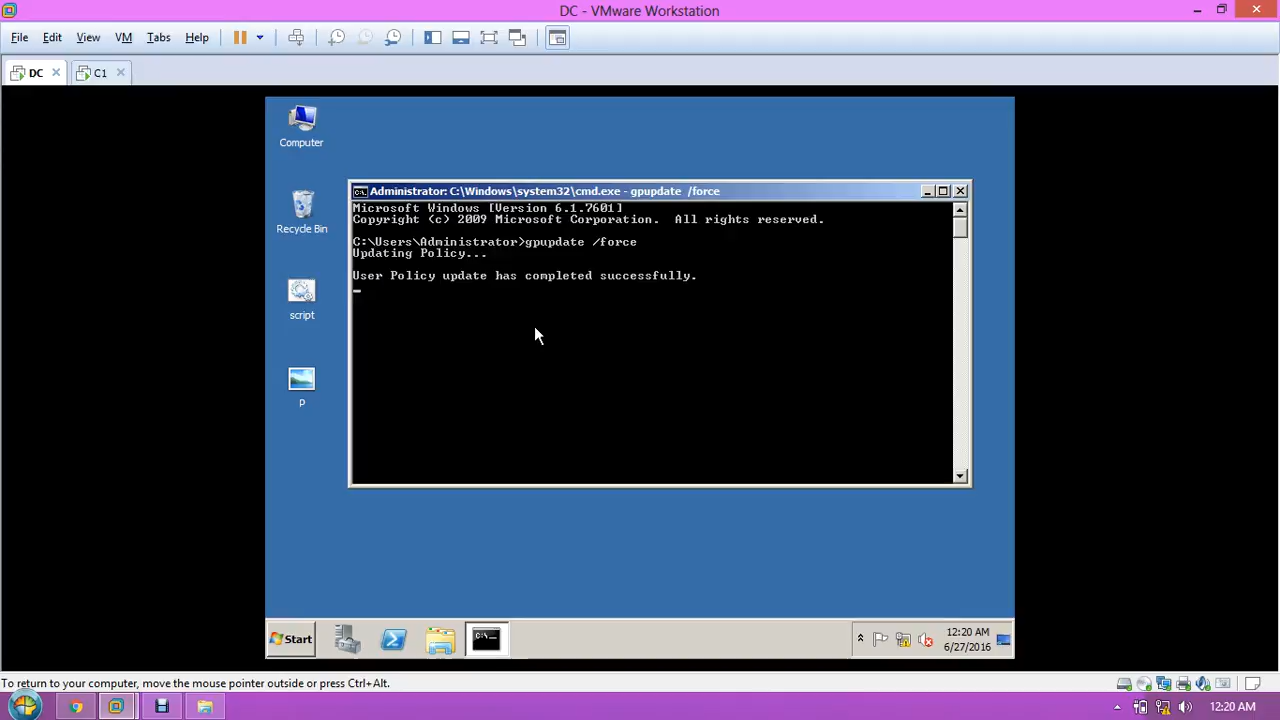 DC - VMware Workstation
File Edit View VM Tabs Help
DC C1
Computer
Recycle Bin
script
p
Administrator: C:\Windows\system32\cmd.exe - gpupdate /force
Microsoft Windows [Version 6.1.7601]
Copyright (c) 2009 Microsoft Corporation. All rights reserved.
C:\Users\Administrator>gpupdate /force
Updating Policy...
User Policy update has completed successfully.
Start
12:20 AM
6/27/2016
To return to your computer, move the mouse pointer outside or press Ctrl+Alt.
12:20 AM